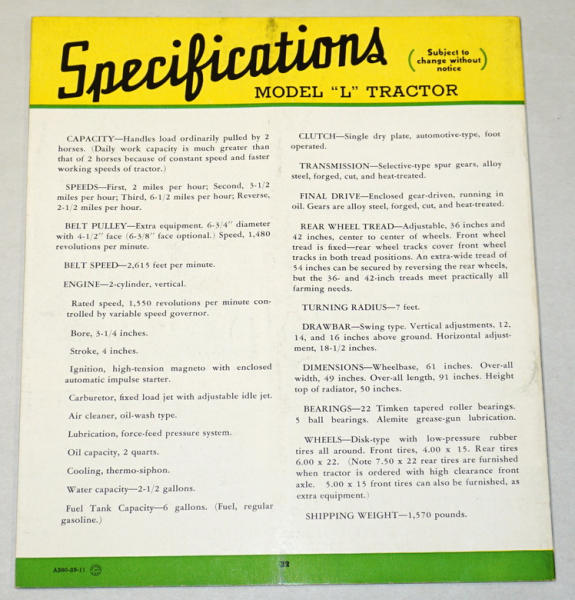 Specifications
(Subject to
change without
notice)
MODEL "L" TRACTOR
CAPACITY—Handles load ordinarily pulled by 2
horses. (Daily work capacity is much greater than
that of 2 horses because of constant speed and faster
working speeds of tractor.)
SPEEDS—First, 2 miles per hour; Second, 3-1/2
miles per hour; Third, 6-1/2 miles per hour; Reverse,
2-1/2 miles per hour.
BELT PULLEY—Extra equipment. 6-3/4" diameter
with 4-1/2" face (6-3/8" face optional.) Speed, 1,480
revolutions per minute.
BELT SPEED—2,615 feet per minute.
ENGINE—2-cylinder, vertical.
Rated speed, 1,550 revolutions per minute con-
trolled by variable speed governor.
Bore, 3-1/4 inches.
Stroke, 4 inches.
Ignition, high-tension magneto with enclosed
automatic impulse starter.
Carburetor, fixed load jet with adjustable idle jet.
Air cleaner, oil-wash type.
Lubrication, force-feed pressure system.
Oil capacity, 2 quarts.
Cooling, thermo-siphon.
Water capacity—2-1/2 gallons.
Fuel Tank Capacity—6 gallons. (Fuel, regular
gasoline.)
CLUTCH—Single dry plate, automotive-type, foot
operated.
TRANSMISSION—Selective-type spur gears, alloy
steel, forged, cut, and heat-treated.
FINAL DRIVE—Enclosed gear-driven, running in
oil. Gears are alloy steel, forged, cut, and heat-treated.
REAR WHEEL TREAD—Adjustable, 36 inches and
42 inches, center to center of wheels. Front wheel
tread is fixed—rear wheel tracks cover front wheel
tracks in both tread positions. An extra-wide tread of
54 inches can be secured by reversing the rear wheels,
but the 36- and 42-inch treads meet practically all
farming needs.
TURNING RADIUS—7 feet.
DRAWBAR—Swing type. Vertical adjustments, 12,
14, and 16 inches above ground. Horizontal adjust-
ment, 18-1/2 inches.
DIMENSIONS—Wheelbase, 61 inches. Over-all
width, 49 inches. Over-all length, 91 inches. Height
top of radiator, 50 inches.
BEARINGS—22 Timken tapered roller bearings.
5 ball bearings. Alemite grease-gun lubrication.
WHEELS—Disk-type with low-pressure rubber
tires all around. Front tires, 4.00 x 15. Rear tires
6.00 x 22. (Note 7.50 x 22 rear tires are furnished
when tractor is ordered with high clearance front
axle. 5.00 x 15 front tires can also be furnished, as
extra equipment.)
SHIPPING WEIGHT—1,570 pounds.
32